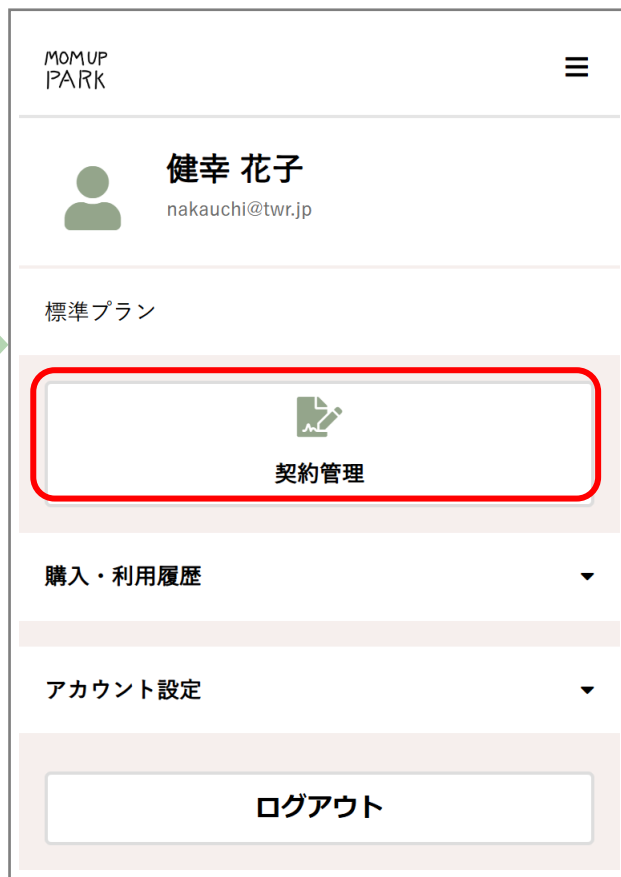 MOM UP
PARK
健幸 花子
nakauchi@twr.jp
標準プラン
契約管理
購入・利用履歴
アカウント設定
ログアウト